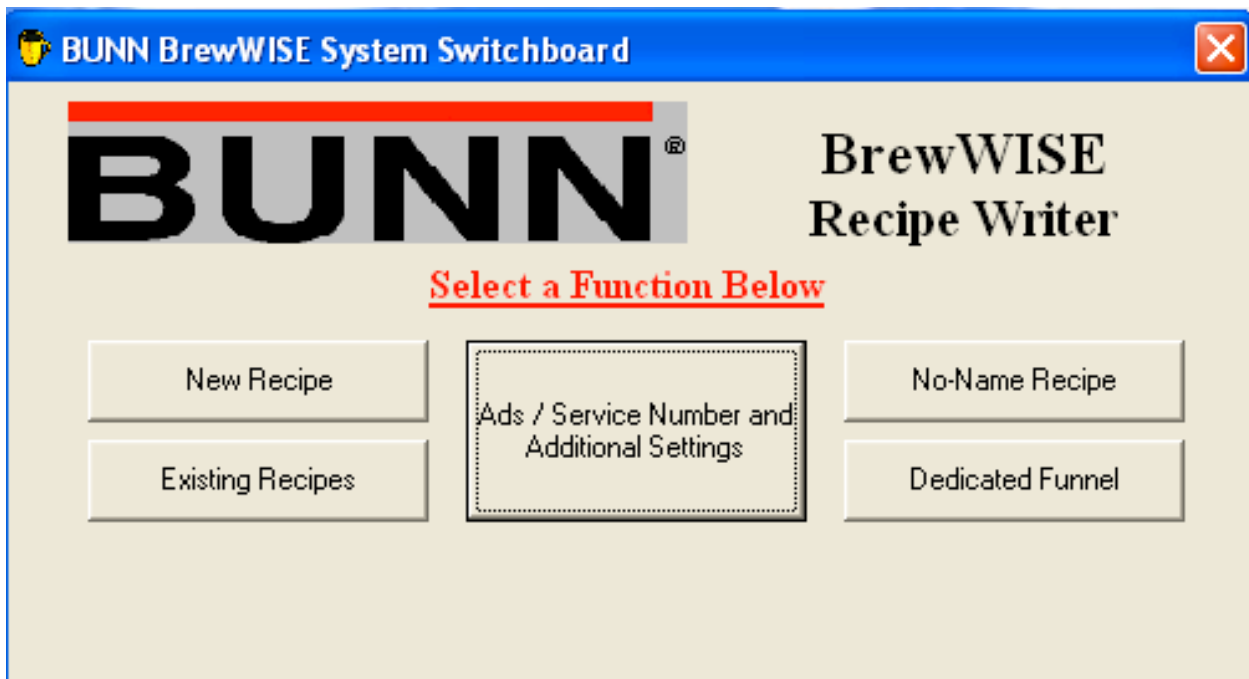 BUNN BrewWISE System Switchboard
BUNN®
BrewWISE
Recipe Writer
Select a Function Below
New Recipe
Ads / Service Number and
Additional Settings
No-Name Recipe
Existing Recipes
Dedicated Funnel